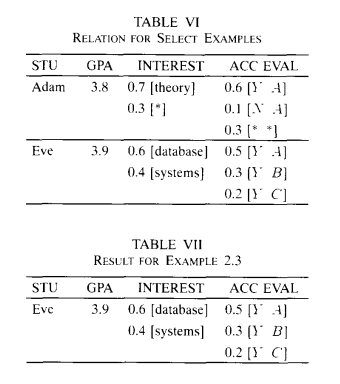 TABLE VI
RELATION FOR SELECT EXAMPLES
STU GPA INTEREST ACC EVAL
Adam 3.8 0.7 [theory] 0.6 [Y A]
0.3 [*] 0.1 [N A]
0.3 [* *]
Eve 3.9 0.6 [database] 0.5 [Y A]
0.4 [systems] 0.3 [Y B]
0.2 [Y C]
TABLE VII
RESULT FOR EXAMPLE 2.3
STU GPA INTEREST ACC EVAL
Eve 3.9 0.6 [database] 0.5 [Y A]
0.4 [systems] 0.3 [Y B]
0.2 [Y C]